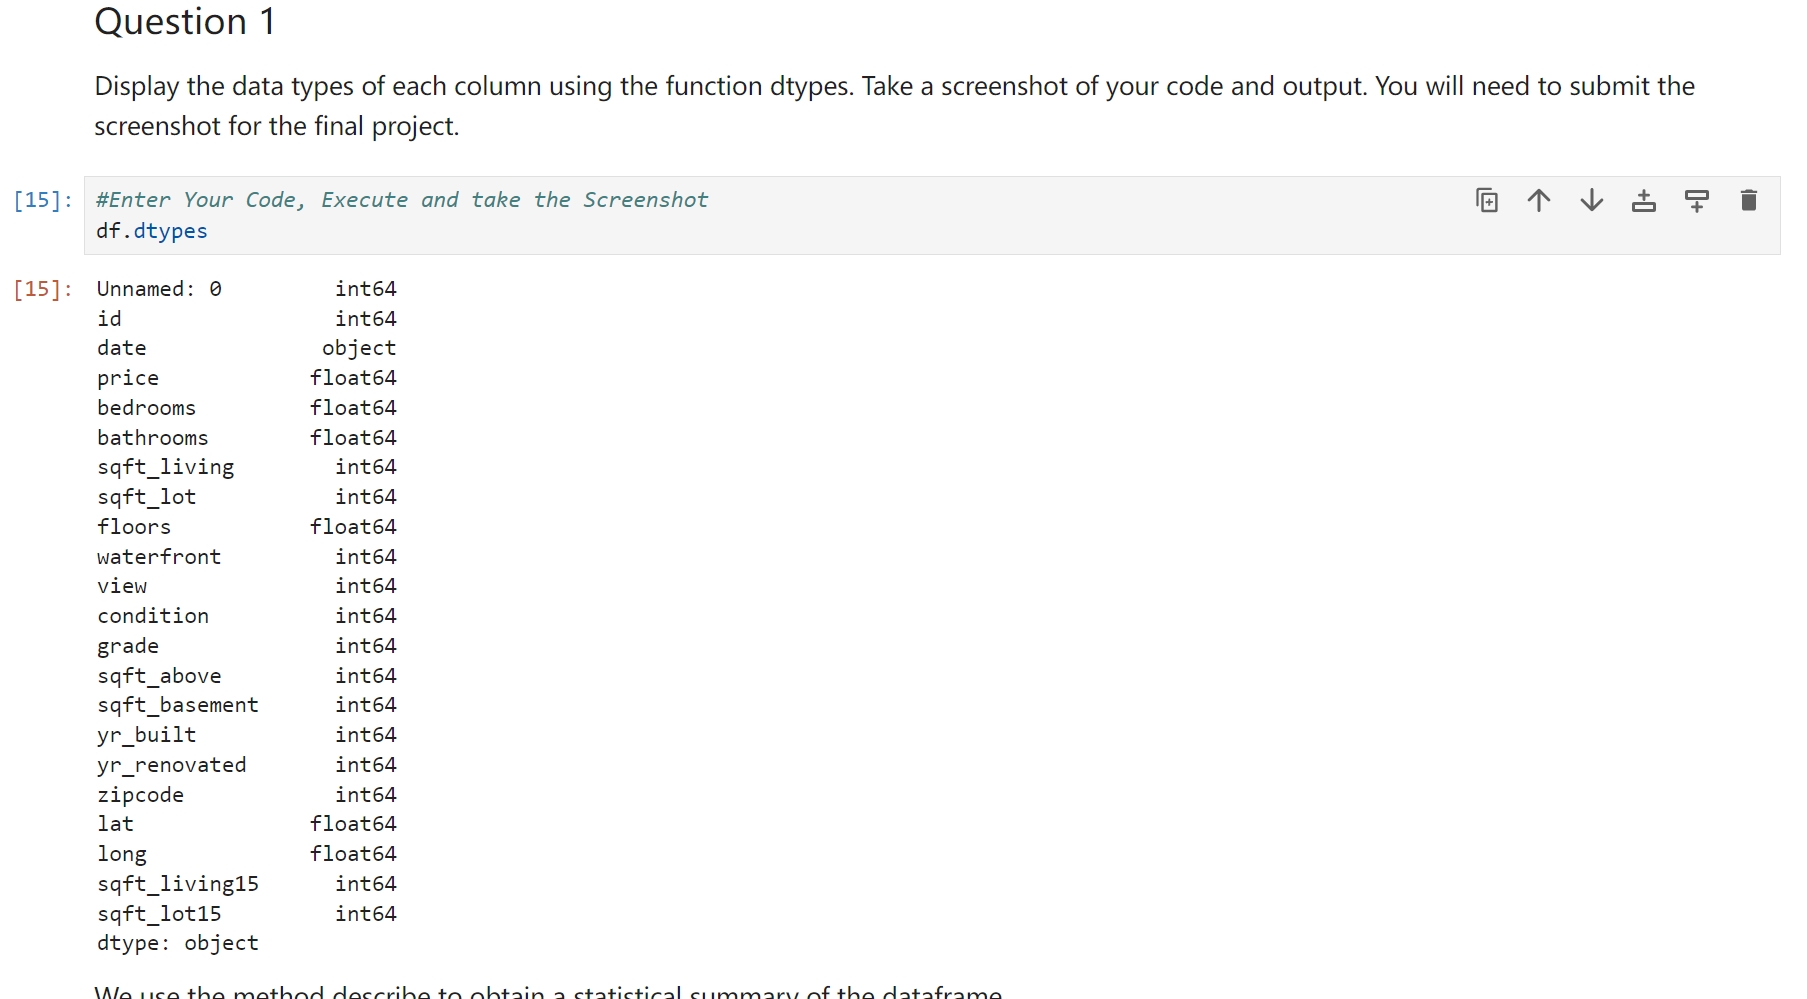 Question 1
Display the data types of each column using the function dtypes. Take a screenshot of your code and output. You will need to submit the
screenshot for the final project.
[15]: #Enter Your Code, Execute and take the Screenshot
df.dtypes
[15]: Unnamed: 0 int64
id int64
date object
price float64
bedrooms float64
bathrooms float64
sqft_living int64
sqft_lot int64
floors float64
waterfront int64
view int64
condition int64
grade int64
sqft_above int64
sqft_basement int64
yr_built int64
yr_renovated int64
zipcode int64
lat float64
long float64
sqft_living15 int64
sqft_lot15 int64
dtype: object
We use the method describe to obtain a statistical summary of the dataframe.